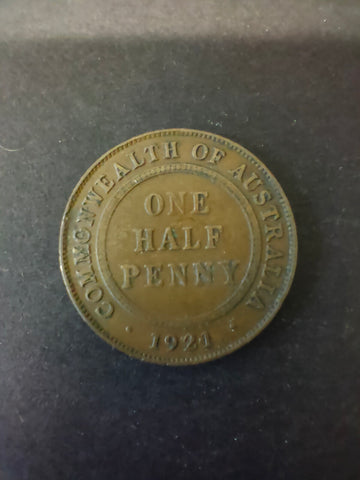 COMMONWEALTH OF AUSTRALIA
ONE
HALF
PENNY
1921